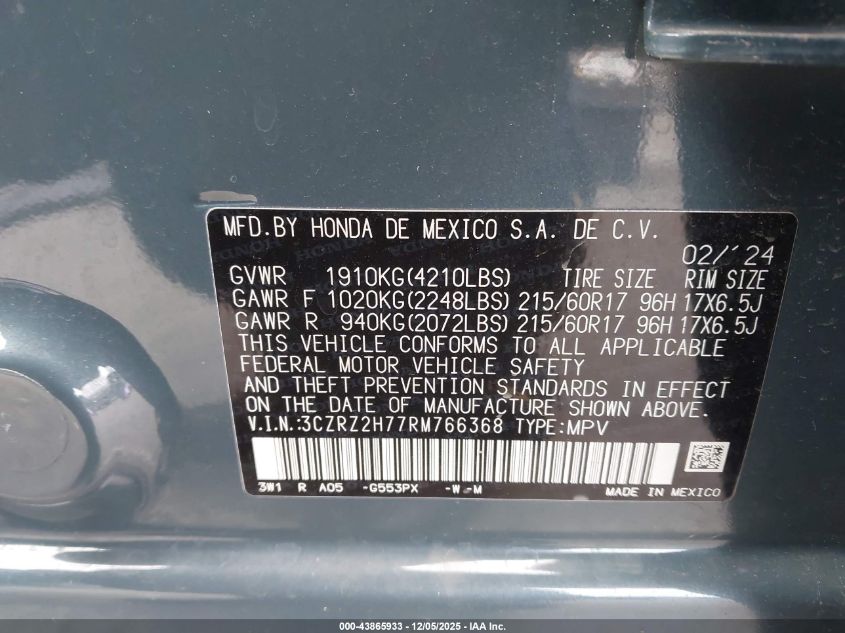 MFD.BY HONDA DE MEXICO S.A. DE C.V.
02/'24
GVWR 1910KG(4210LBS) TIRE SIZE RIM SIZE
GAWR F 1020KG(2248LBS) 215/60R17 96H 17X6.5J
GAWR R 940KG(2072LBS) 215/60R17 96H 17X6.5J
THIS VEHICLE CONFORMS TO ALL APPLICABLE
FEDERAL MOTOR VEHICLE SAFETY
AND THEFT PREVENTION STANDARDS IN EFFECT
ON THE DATE OF MANUFACTURE SHOWN ABOVE.
V.I.N.:3CZRZ2H77RM766368 TYPE:MPV
3W1 R A05 -G553PX -W-M MADE IN MEXICO
000-43865933 - 12/05/2025 - IAA Inc.